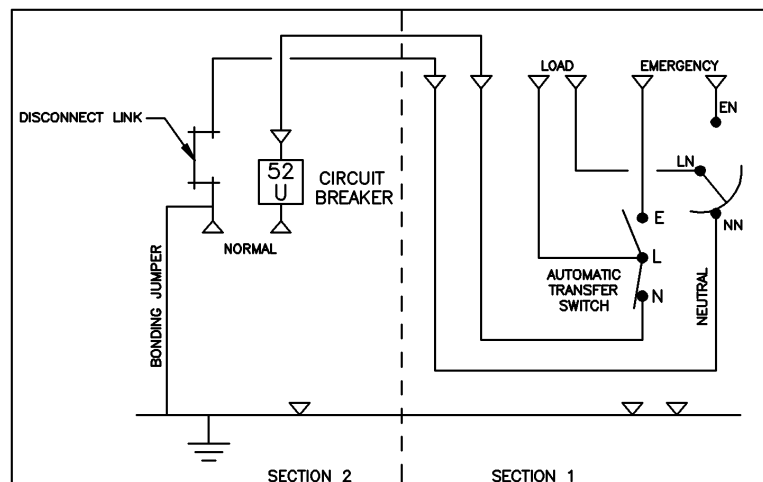 LOAD
EMERGENCY
EN
DISCONNECT LINK
LN
52
U
CIRCUIT
BREAKER
NN
E
NORMAL
L
AUTOMATIC
TRANSFER
SWITCH
N
NEUTRAL
BONDING JUMPER
SECTION 2
SECTION 1